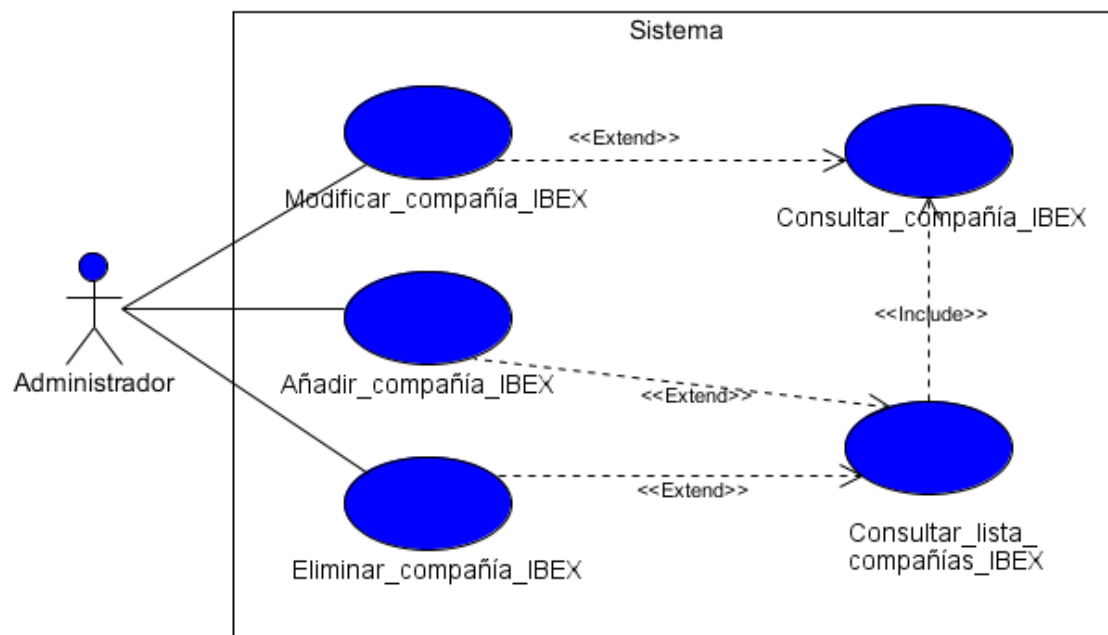 Sistema
<<Extend>>
Modificar_compañía_IBEX
Consultar_compañía_IBEX
<<Include>>
Administrador
Añadir_compañía_IBEX
<<Extend>>
<<Extend>>
Eliminar_compañía_IBEX
Consultar_lista_
compañías_IBEX